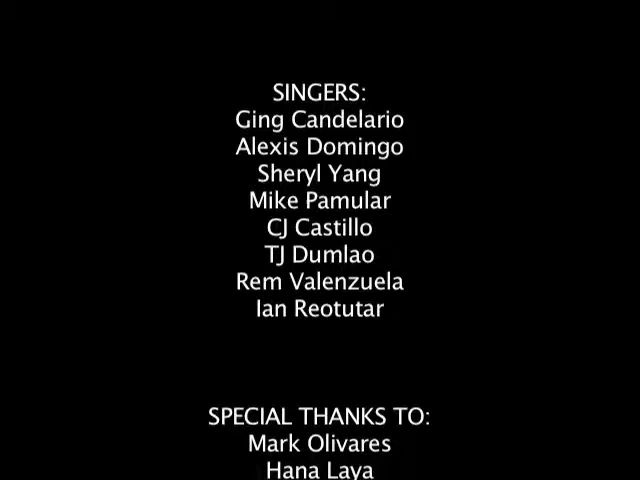 SINGERS:
Ging Candelario
Alexis Domingo
Sheryl Yang
Mike Pamular
CJ Castillo
TJ Dumlao
Rem Valenzuela
Ian Reotutar
SPECIAL THANKS TO:
Mark Olivares
Hana Laya